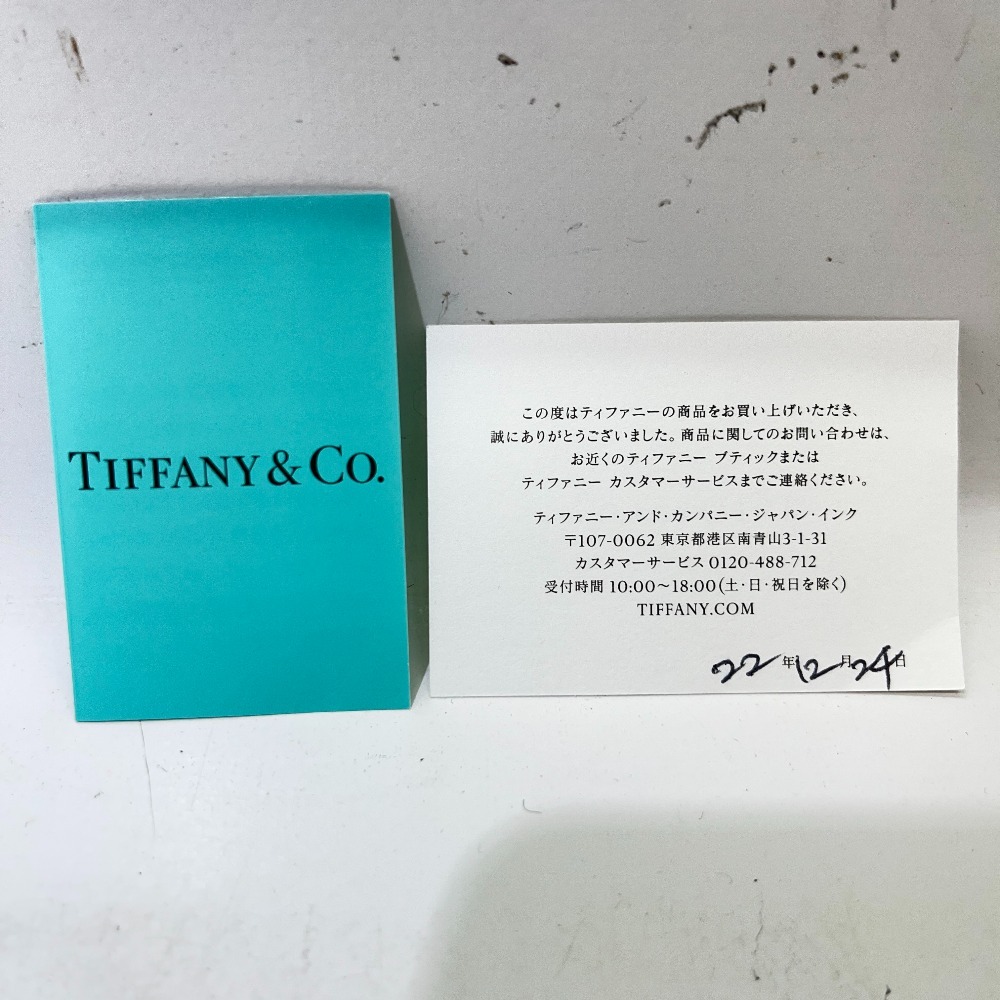 TIFFANY & CO.
この度はティファニーの商品をお買い上げいただき、
誠にありがとうございました。商品に関してのお問い合わせは、
お近くのティファニー ブティックまたは
ティファニー カスタマーサービスまでご連絡ください。
ティファニー・アンド・カンパニー・ジャパン・インク
〒107-0062 東京都港区南青山3-1-31
カスタマーサービス 0120-488-712
受付時間 10:00〜18:00(土・日・祝日を除く)
TIFFANY.COM
22年12月24日